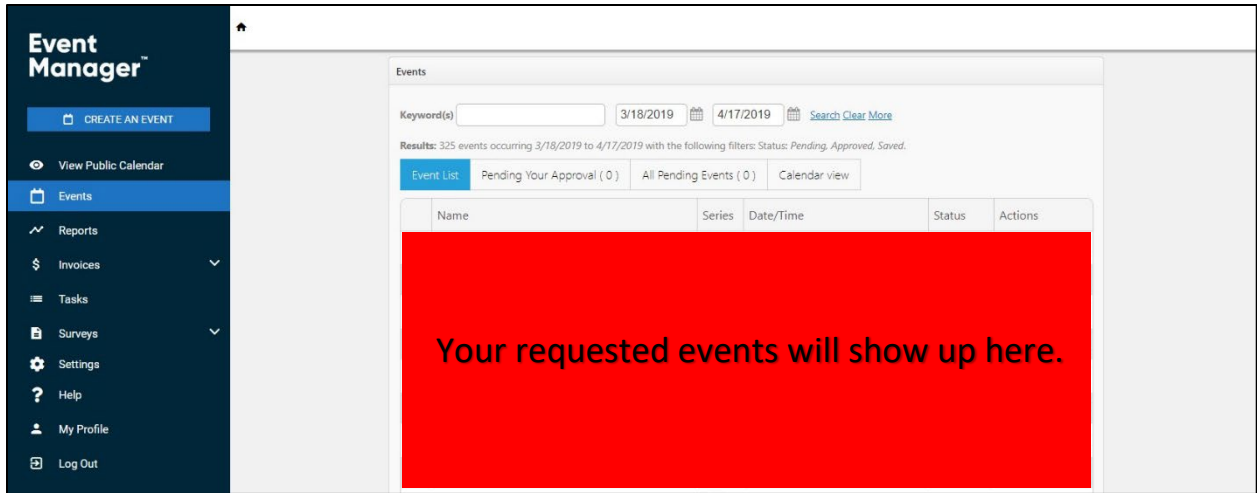 Event
Manager™
CREATE AN EVENT
View Public Calendar
Events
Reports
$ Invoices
Tasks
Surveys
Settings
? Help
My Profile
Log Out
Events
Keyword(s) 3/18/2019 4/17/2019 Search Clear More
Results: 325 events occurring 3/18/2019 to 4/17/2019 with the following filters: Status: Pending, Approved, Saved.
Event List Pending Your Approval ( 0 ) All Pending Events ( 0 ) Calendar view
Name Series Date/Time Status Actions
Your requested events will show up here.